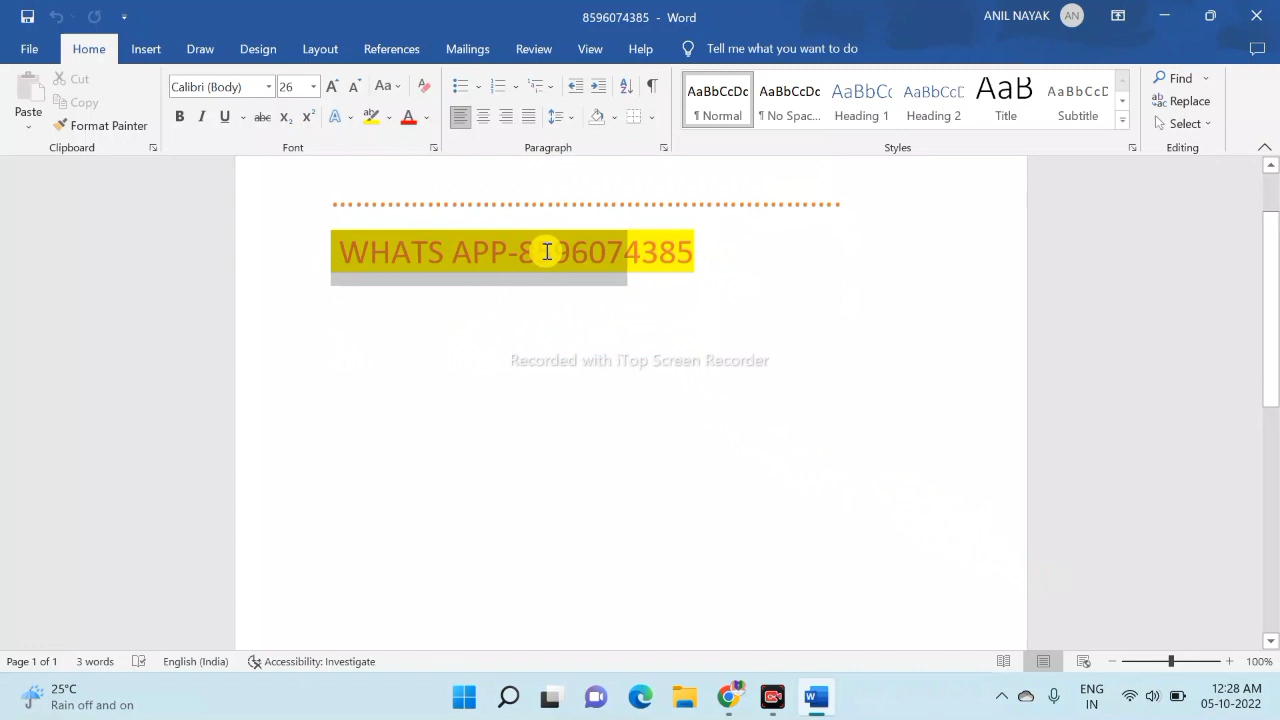 8596074385 - Word
ANIL NAYAK AN
File Home Insert Draw Design Layout References Mailings Review View Help Tell me what you want to do
Paste
Cut
Copy
Format Painter
Clipboard
Calibri (Body) 26
Font
Paragraph
AaBbCcDc ¶ Normal
AaBbCcDc ¶ No Spac...
AaBbCc Heading 1
AaBbCcC Heading 2
AaB Title
AaBbCcC Subtitle
Styles
Find
Replace
Select
Editing
WHATS APP-8596074385
Recorded with iTop Screen Recorder
Page 1 of 1 3 words English (India) Accessibility: Investigate 100%
25°C
Rain off and on
ENG
IN
12:28 AM
05-10-2022